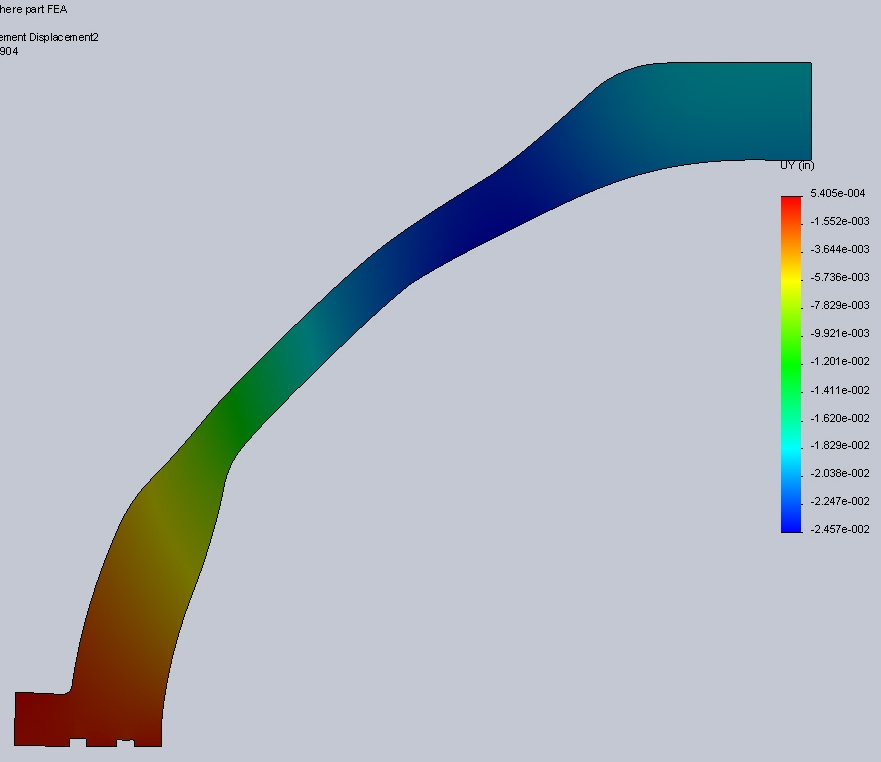 here part FEA
ement Displacement2
904
UY (in)
5.405e-004
-1.552e-003
-3.644e-003
-5.736e-003
-7.829e-003
-9.921e-003
-1.201e-002
-1.411e-002
-1.620e-002
-1.829e-002
-2.038e-002
-2.247e-002
-2.457e-002